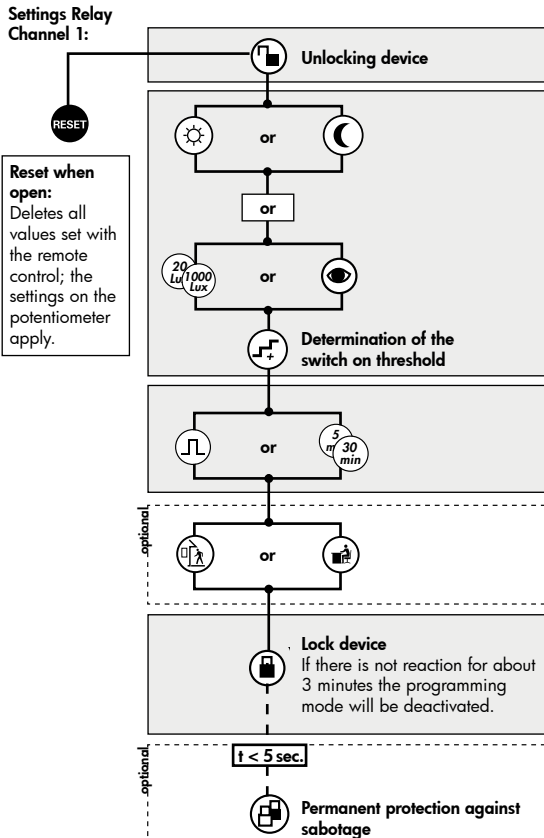 Settings Relay
Channel 1:
Unlocking device
RESET
or
Reset when
open:
Deletes all
values set with
the remote
control; the
settings on the
potentiometer
apply.
or
20
Lu
1000
Lux
or
Determination of the
switch on threshold
or
5
m
30
min
optional
or
Lock device
If there is not reaction for about
3 minutes the programming
mode will be deactivated.
optional
t < 5 sec.
Permanent protection against
sabotage